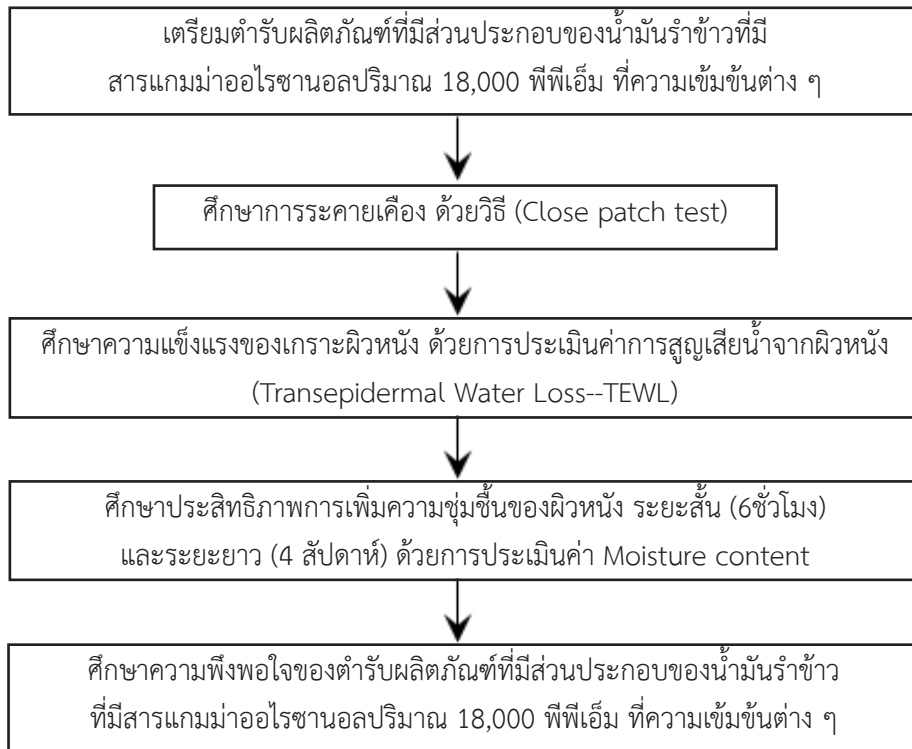 เตรียมตำรับผลิตภัณฑ์ที่มีส่วนประกอบของน้ำมันรำข้าวที่มี
สารแกมม่าออไรซานอลปริมาณ 18,000 พีพีเอ็ม ที่ความเข้มข้นต่าง ๆ
ศึกษาการระคายเคือง ด้วยวิธี (Close patch test)
ศึกษาความแข็งแรงของเกราะผิวหนัง ด้วยการประเมินค่าการสูญเสียน้ำจากผิวหนัง
(Transepidermal Water Loss--TEWL)
ศึกษาประสิทธิภาพการเพิ่มความชุ่มชื้นของผิวหนัง ระยะสั้น (6ชั่วโมง)
และระยะยาว (4 สัปดาห์) ด้วยการประเมินค่า Moisture content
ศึกษาความพึงพอใจของตำรับผลิตภัณฑ์ที่มีส่วนประกอบของน้ำมันรำข้าว
ที่มีสารแกมม่าออไรซานอลปริมาณ 18,000 พีพีเอ็ม ที่ความเข้มข้นต่าง ๆ